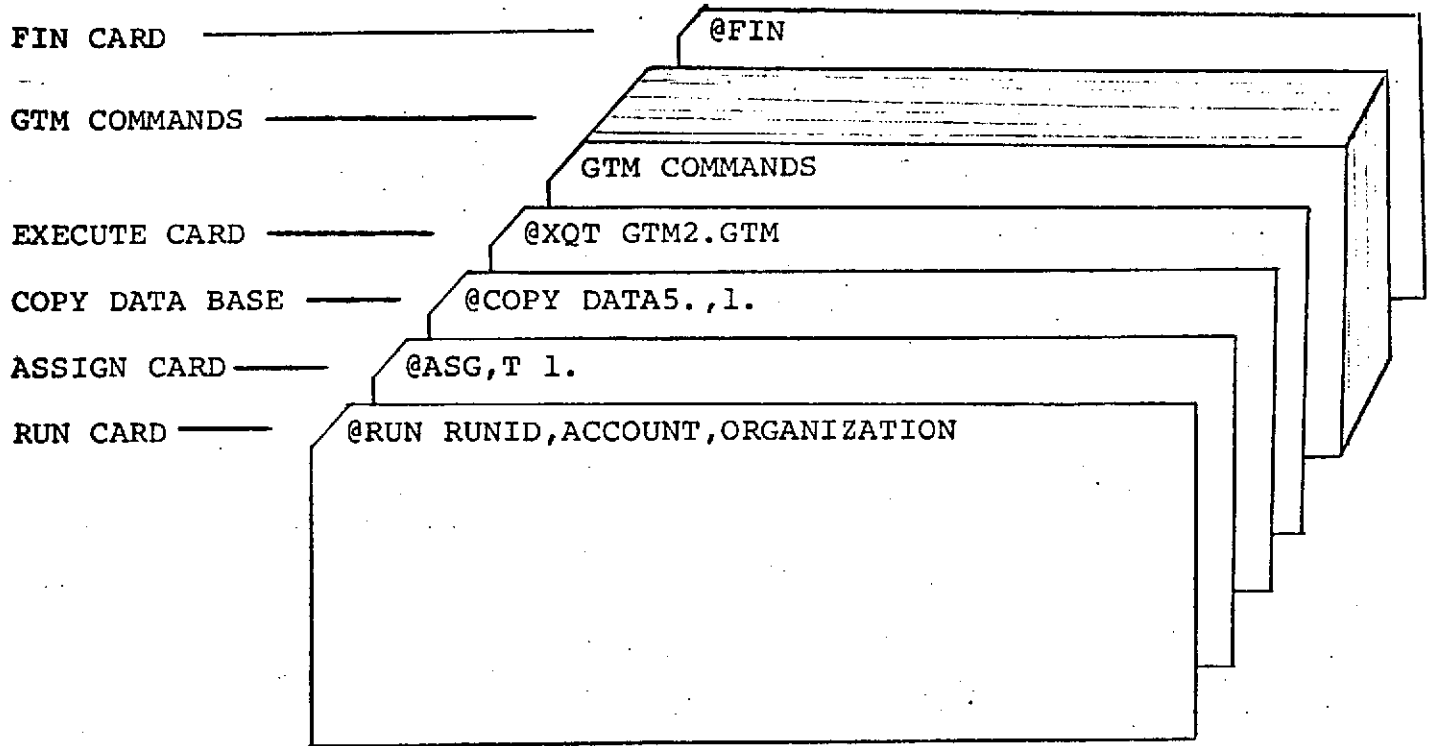 FIN CARD
@FIN
GTM COMMANDS
GTM COMMANDS
EXECUTE CARD
@XQT GTM2.GTM
COPY DATA BASE
@COPY DATA5.,1.
ASSIGN CARD
@ASG,T 1.
RUN CARD
@RUN RUNID,ACCOUNT,ORGANIZATION